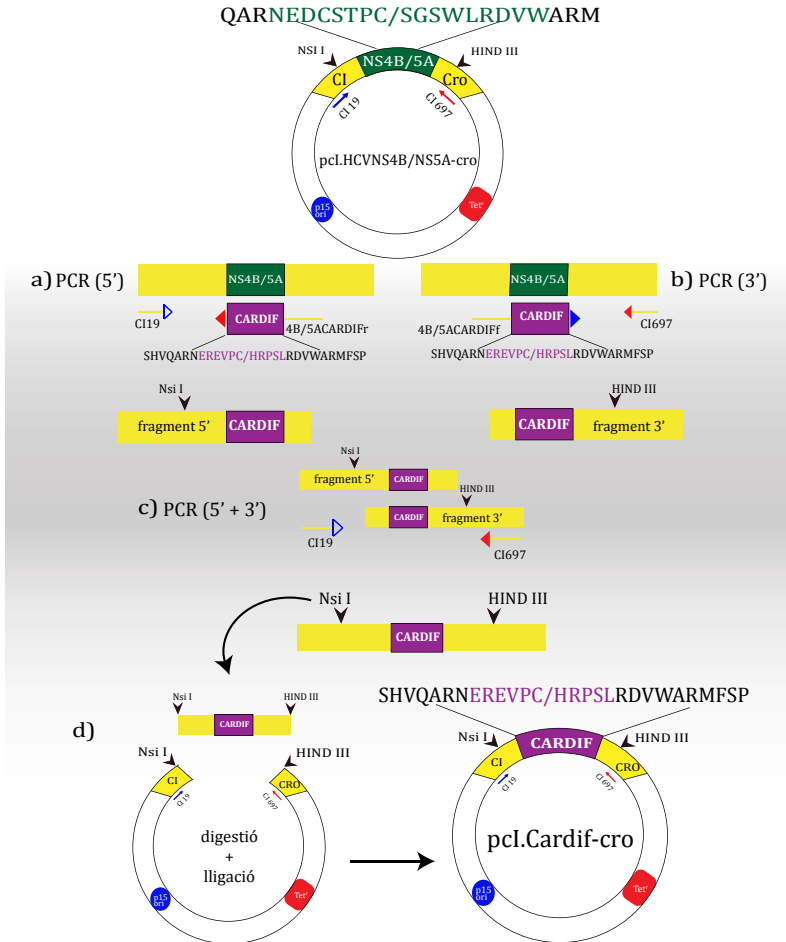 QARNEDCSTPC/SGSWLRDVWARM
NSI I
HIND III
NS4B/5A
CI
Cro
CI 19
CI 697
pcI.HCVNS4B/NS5A-cro
p15
ori
Tetʳ
a) PCR (5’)
NS4B/5A
NS4B/5A
b) PCR (3’)
CI19
CARDIF
4B/5ACARDIFr
4B/5ACARDIFf
CARDIF
CI697
SHVQARNEREVPC/HRPSLRDVWARMFSP
SHVQARNEREVPC/HRPSLRDVWARMFSP
Nsi I
HIND III
fragment 5’
CARDIF
CARDIF
fragment 3’
Nsi I
fragment 5’
CARDIF
HIND III
c) PCR (5’ + 3’)
CARDIF
fragment 3’
CI19
CI697
Nsi I
HIND III
CARDIF
Nsi I
HIND III
CARDIF
SHVQARNEREVPC/HRPSLRDVWARMFSP
d)
Nsi I
HIND III
CI
CRO
CI 19
CI 697
digestió
+
lligació
p15
ori
Tetʳ
Nsi I
HIND III
CARDIF
CI
CRO
CI 19
CI 697
pcI.Cardif-cro
p15
ori
Tetʳ